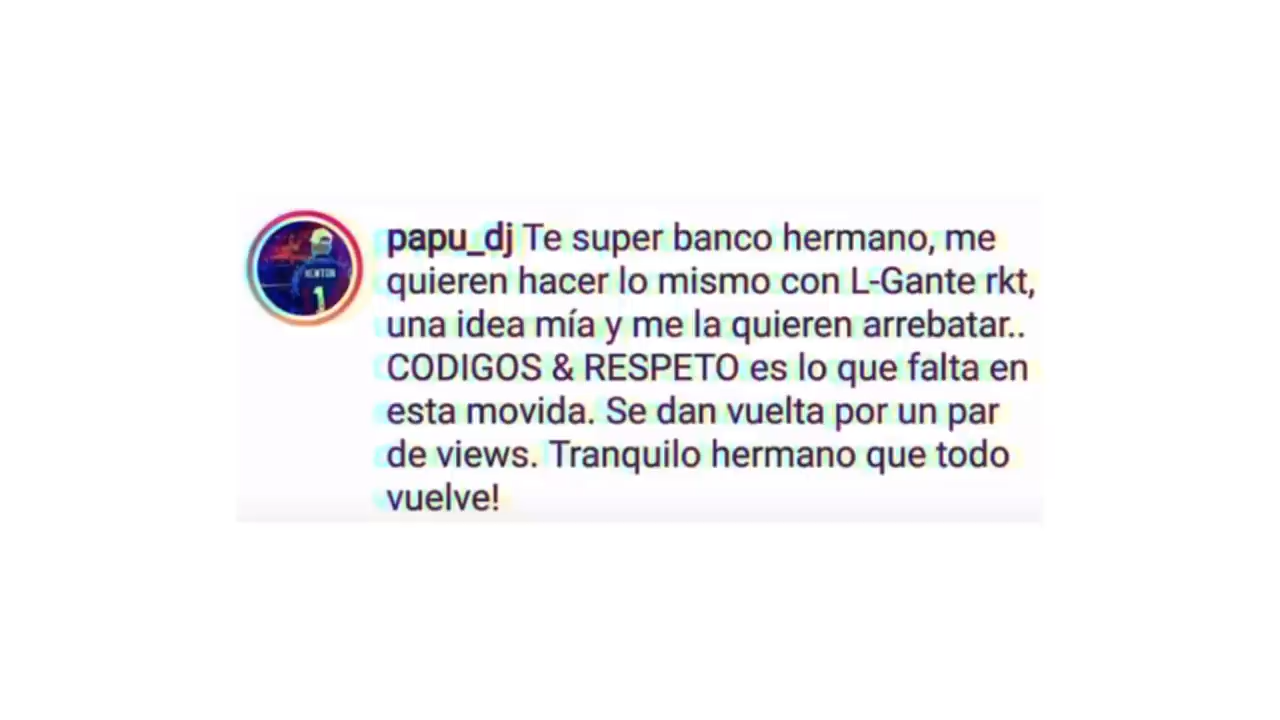 papu_dj Te super banco hermano, me
quieren hacer lo mismo con L-Gante rkt,
una idea mía y me la quieren arrebatar..
CODIGOS & RESPETO es lo que falta en
esta movida. Se dan vuelta por un par
de views. Tranquilo hermano que todo
vuelve!
NEWTON
1